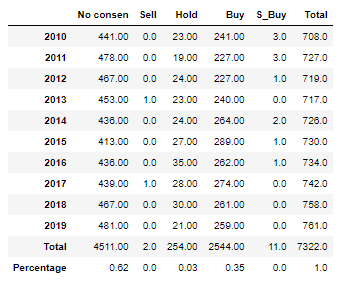 No consen Sell Hold Buy S_Buy Total
2010 441.00 0.0 23.00 241.00 3.0 708.0
2011 478.00 0.0 19.00 227.00 3.0 727.0
2012 467.00 0.0 24.00 227.00 1.0 719.0
2013 453.00 1.0 23.00 240.00 0.0 717.0
2014 436.00 0.0 24.00 264.00 2.0 726.0
2015 413.00 0.0 27.00 289.00 1.0 730.0
2016 436.00 0.0 35.00 262.00 1.0 734.0
2017 439.00 1.0 28.00 274.00 0.0 742.0
2018 467.00 0.0 30.00 261.00 0.0 758.0
2019 481.00 0.0 21.00 259.00 0.0 761.0
Total 4511.00 2.0 254.00 2544.00 11.0 7322.0
Percentage 0.62 0.0 0.03 0.35 0.0 1.0